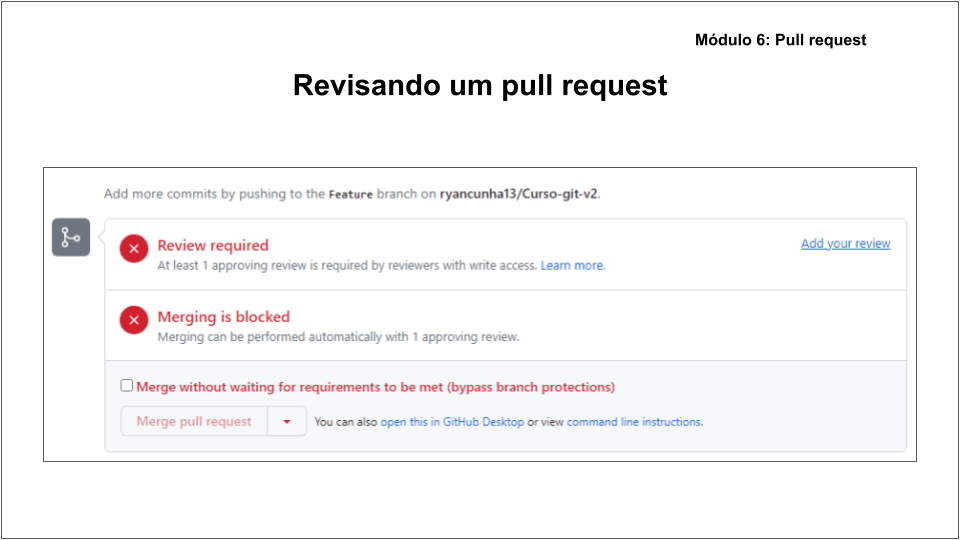 Módulo 6: Pull request
Revisando um pull request
Add more commits by pushing to the Feature branch on ryancunha13/Curso-git-v2.
Review required
Add your review
At least 1 approving review is required by reviewers with write access. Learn more.
Merging is blocked
Merging can be performed automatically with 1 approving review.
Merge without waiting for requirements to be met (bypass branch protections)
Merge pull request
You can also open this in GitHub Desktop or view command line instructions.